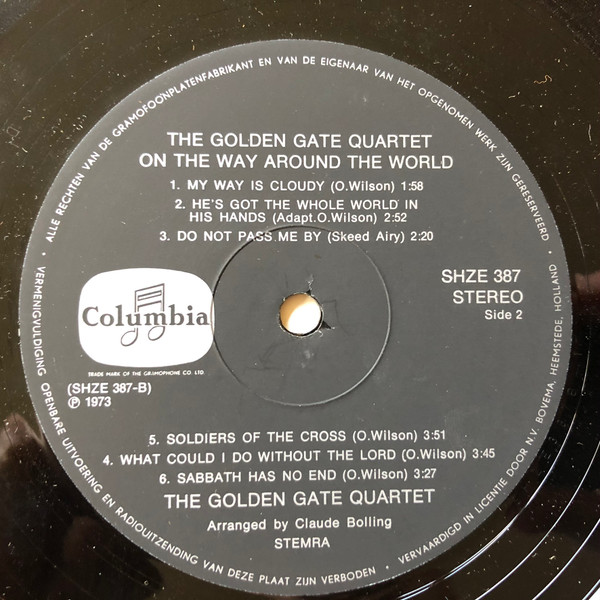 • ALLE RECHTEN VAN DE GRAMOFOONPLATENFABRIKANT EN VAN DE EIGENAAR VAN HET OPGENOMEN WERK ZIJN GERESERVEERD •
THE GOLDEN GATE QUARTET
ON THE WAY AROUND THE WORLD
1. MY WAY IS CLOUDY (O.Wilson) 1:58
2. HE'S GOT THE WHOLE WORLD IN
HIS HANDS (Adapt.O.Wilson) 2:52
3. DO NOT PASS ME BY (Skeed Airy) 2:20
SHZE 387
STEREO
Side 2
Columbia
TRADE MARK OF THE GRAMOPHONE CO. LTD.
(SHZE 387-B)
Ⓟ 1973
5. SOLDIERS OF THE CROSS (O.Wilson) 3:51
4. WHAT COULD I DO WITHOUT THE LORD (O.Wilson) 3:45
6. SABBATH HAS NO END (O.Wilson) 3:27
THE GOLDEN GATE QUARTET
Arranged by Claude Bolling
STEMRA
VERMENIGVULDIGING OPENBARE UITVOERING EN RADIOUITZENDING VAN DEZE PLAAT ZIJN VERBODEN • VERVAARDIGD IN LICENTIE DOOR N.V. BOVEMA, HEEMSTEDE, HOLLAND